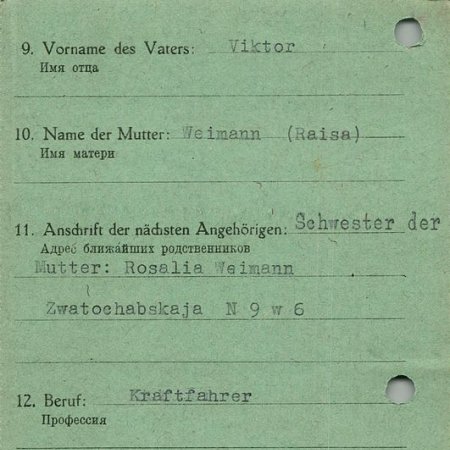 9. Vorname des Vaters: Viktor
Имя отца
10. Name der Mutter: Weimann (Raisa)
Имя матери
11. Anschrift der nächsten Angehörigen: Schwester der
Адрес ближайших родственников
Mutter: Rosalia Weimann
Zwatochabskaja N 9 w 6
12. Beruf: Kraftfahrer
Профессия